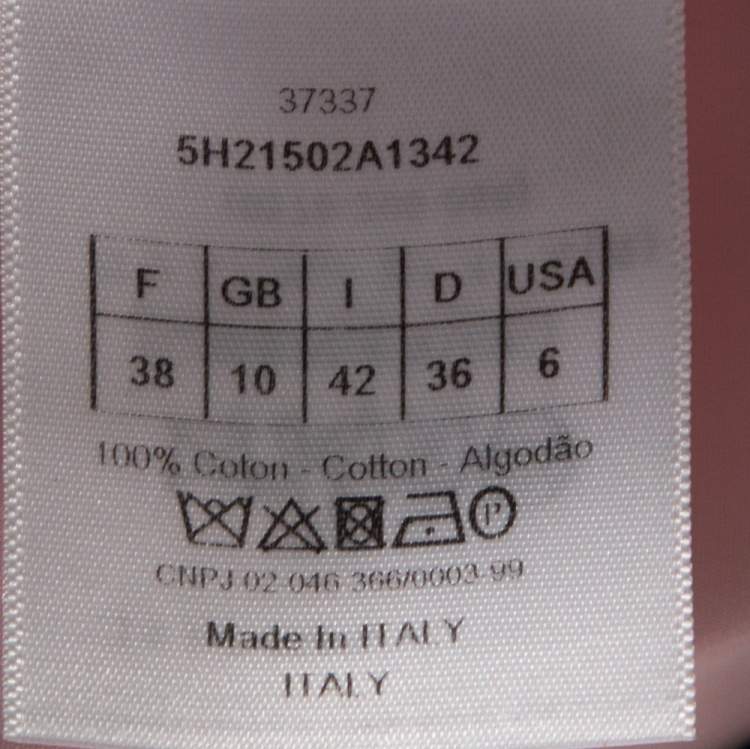 37337
5H21502A1342
F GB I D USA
38 10 42 36 6
100% Coton - Cotton - Algodão
P
CNPJ 02 046 366/0003-99
Made In ITALY
ITALY